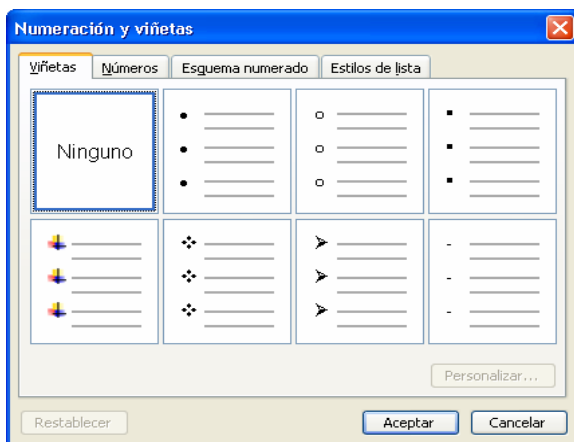 Numeración y viñetas
Viñetas Números Esquema numerado Estilos de lista
Ninguno
Personalizar...
Restablecer Aceptar Cancelar